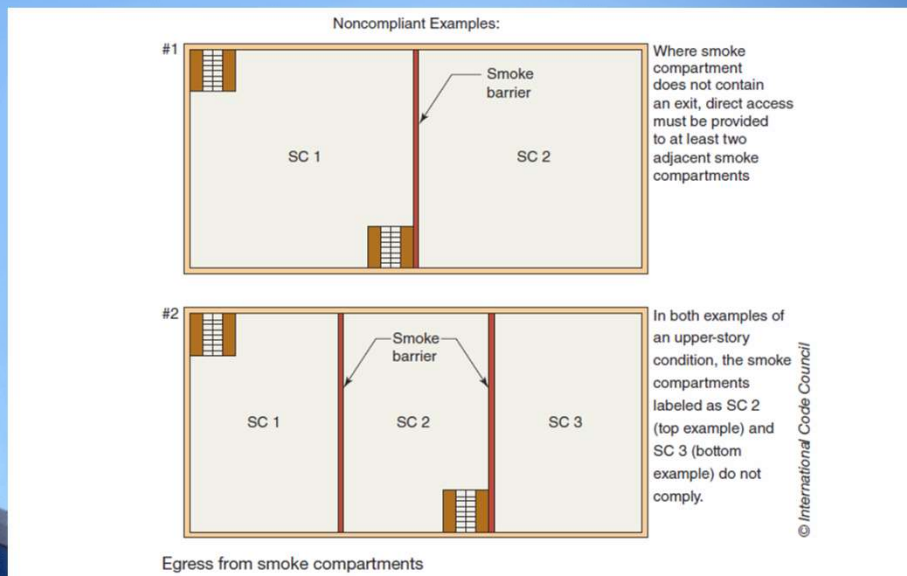 Noncompliant Examples:
#1
Where smoke
compartment
does not contain
an exit, direct access
must be provided
to at least two
adjacent smoke
compartments
Smoke
barrier
SC 1
SC 2
#2
In both examples of
an upper-story
condition, the smoke
compartments
labeled as SC 2
(top example) and
SC 3 (bottom
example) do not
comply.
Smoke
barrier
SC 1
SC 2
SC 3
© International Code Council
Egress from smoke compartments